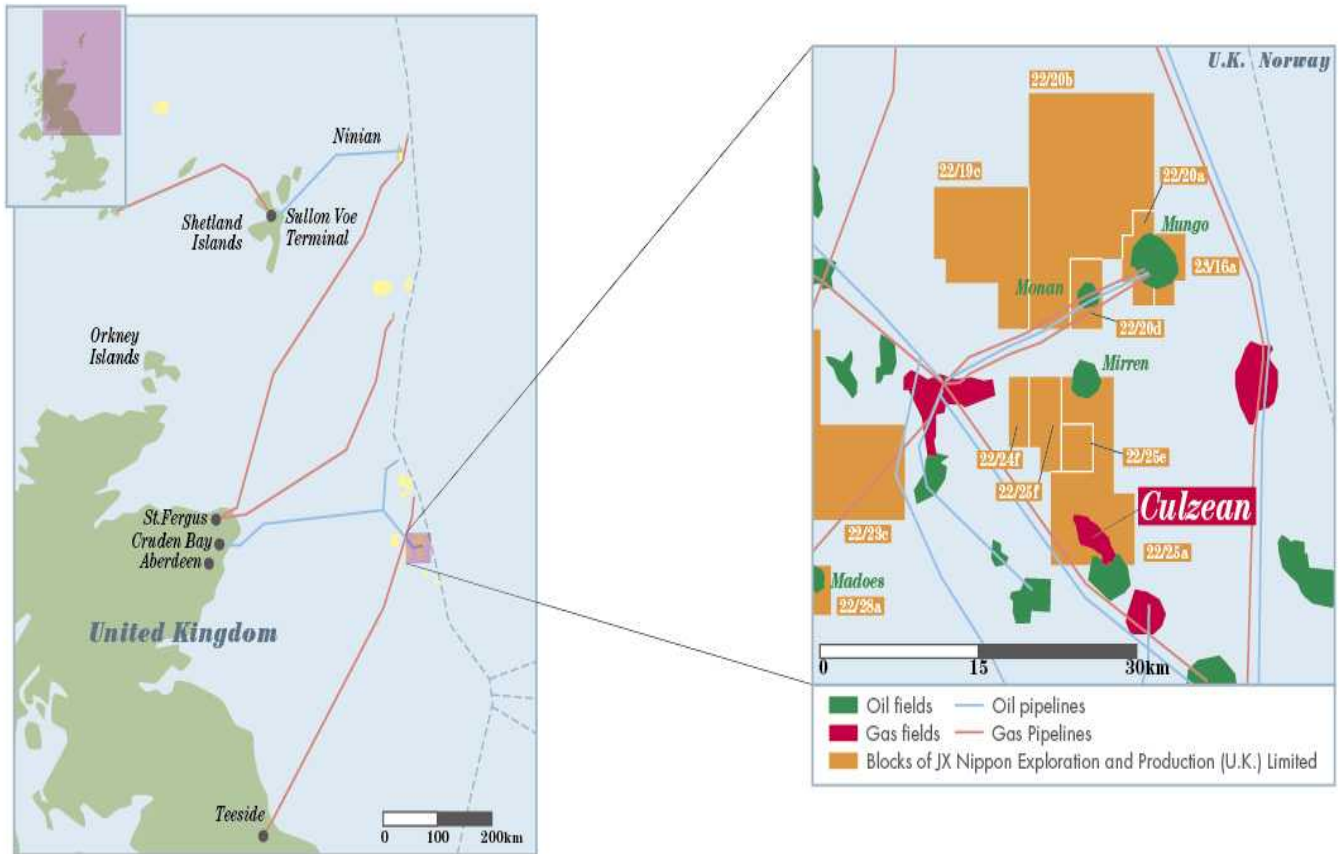 Ninian
Shetland
Islands
Sullon Voe
Terminal
Orkney
Islands
St.Fergus
Cruden Bay
Aberdeen
United Kingdom
Teeside
0 100 200km
U.K. Norway
22/20b
22/19c
22/20a
Mungo
23/16a
Monan
22/20d
Mirren
22/24f
22/25e
22/25f
Culzean
22/23c
22/25a
Madoes
22/28a
0 15 30km
Oil fields Oil pipelines
Gas fields Gas Pipelines
Blocks of JX Nippon Exploration and Production (U.K.) Limited